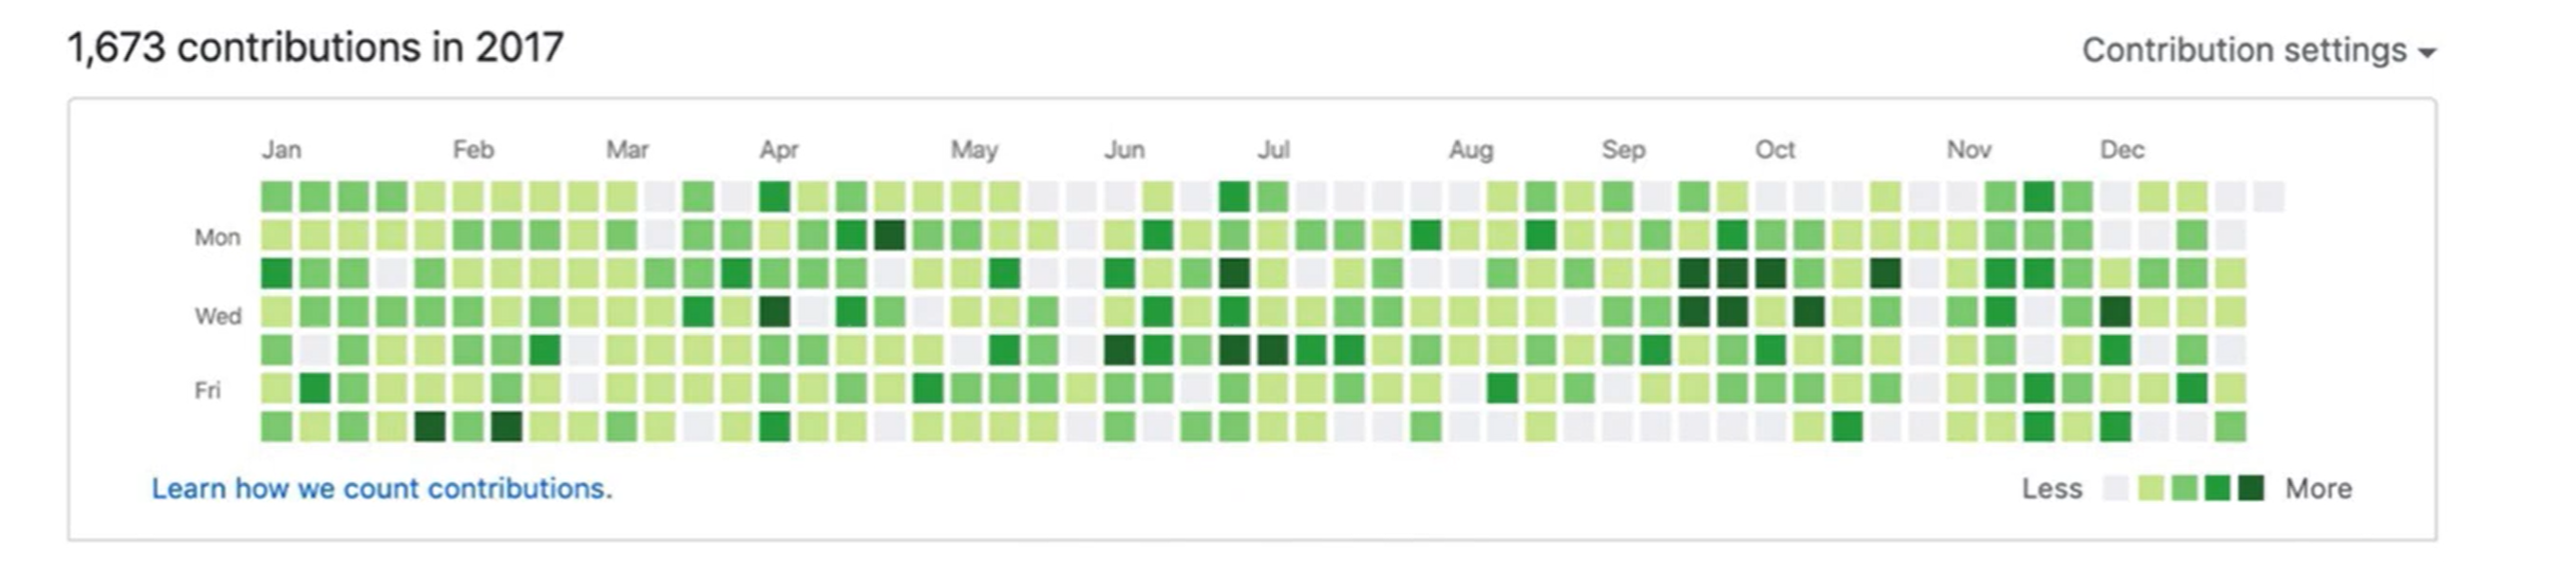 1,673 contributions in 2017
Contribution settings
Jan Feb Mar Apr May Jun Jul Aug Sep Oct Nov Dec
Mon
Wed
Fri
Learn how we count contributions.
Less More